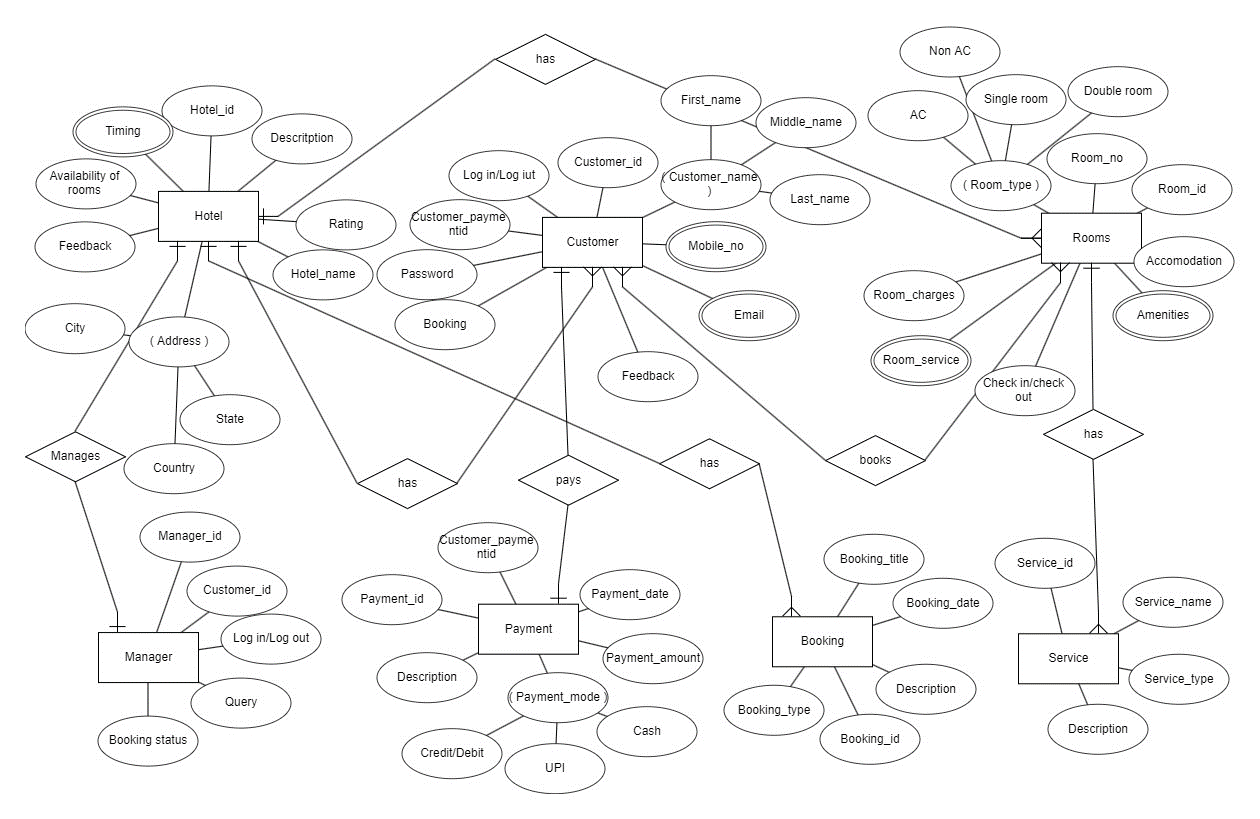 has
Non AC
Single room
Double room
AC
First_name
Middle_name
Hotel_id
Timing
Descritption
Availability of
rooms
Hotel
Feedback
Rating
Hotel_name
Log in/Log iut
Customer_id
( Customer_name
)
Last_name
Customer_payme
ntid
Customer
Mobile_no
Password
Booking
Email
Feedback
( Room_type )
Room_no
Room_id
Rooms
Accomodation
Room_charges
Amenities
Room_service
Check in/check
out
City
( Address )
State
Country
Manages
has
pays
has
books
has
Manager_id
Customer_id
Log in/Log out
Manager
Query
Booking status
Customer_payme
ntid
Payment_id
Payment_date
Payment
Payment_amount
Description
( Payment_mode )
Cash
Credit/Debit
UPI
Booking_title
Booking_date
Booking
Description
Booking_type
Booking_id
Service_id
Service_name
Service
Service_type
Description